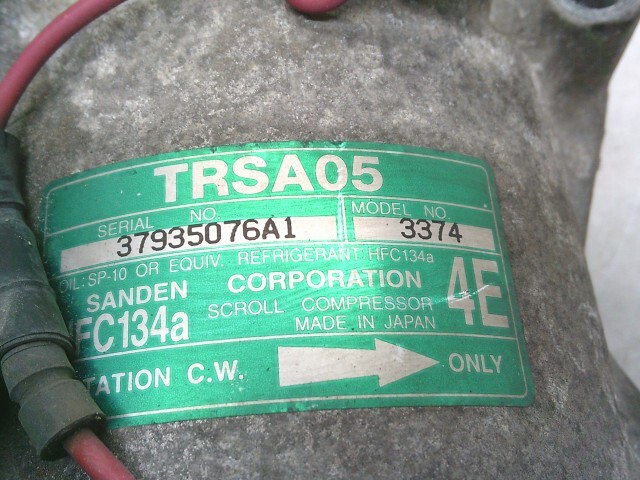 TRSA05
SERIAL NO. MODEL NO.
37935076A1 3374
OIL: SP-10 OR EQUIV. REFRIGERANT HFC134a
SANDEN CORPORATION 4E
FC134a SCROLL COMPRESSOR
MADE IN JAPAN
TATION C.W. ONLY